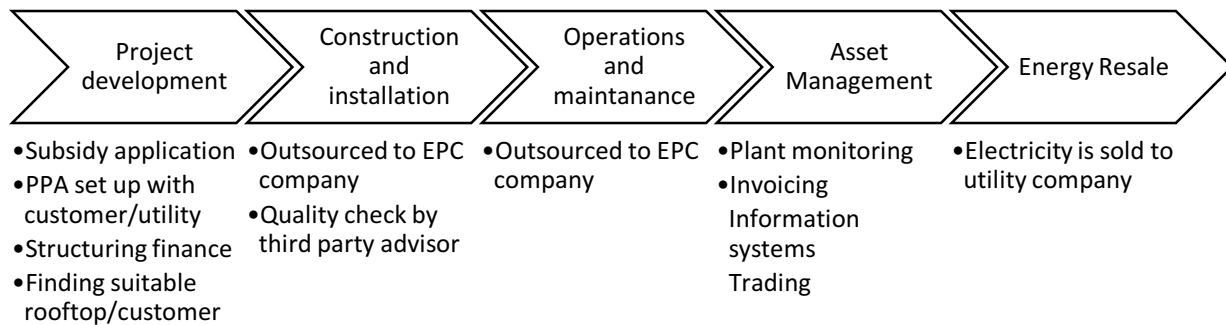 Project
development
Construction
and
installation
Operations
and
maintanance
Asset
Management
Energy Resale
•Subsidy application
•PPA set up with
customer/utility
•Structuring finance
•Finding suitable
rooftop/customer
•Outsourced to EPC
company
•Quality check by
third party advisor
•Outsourced to EPC
company
•Plant monitoring
•Invoicing
Information
systems
Trading
•Electricity is sold to
utility company